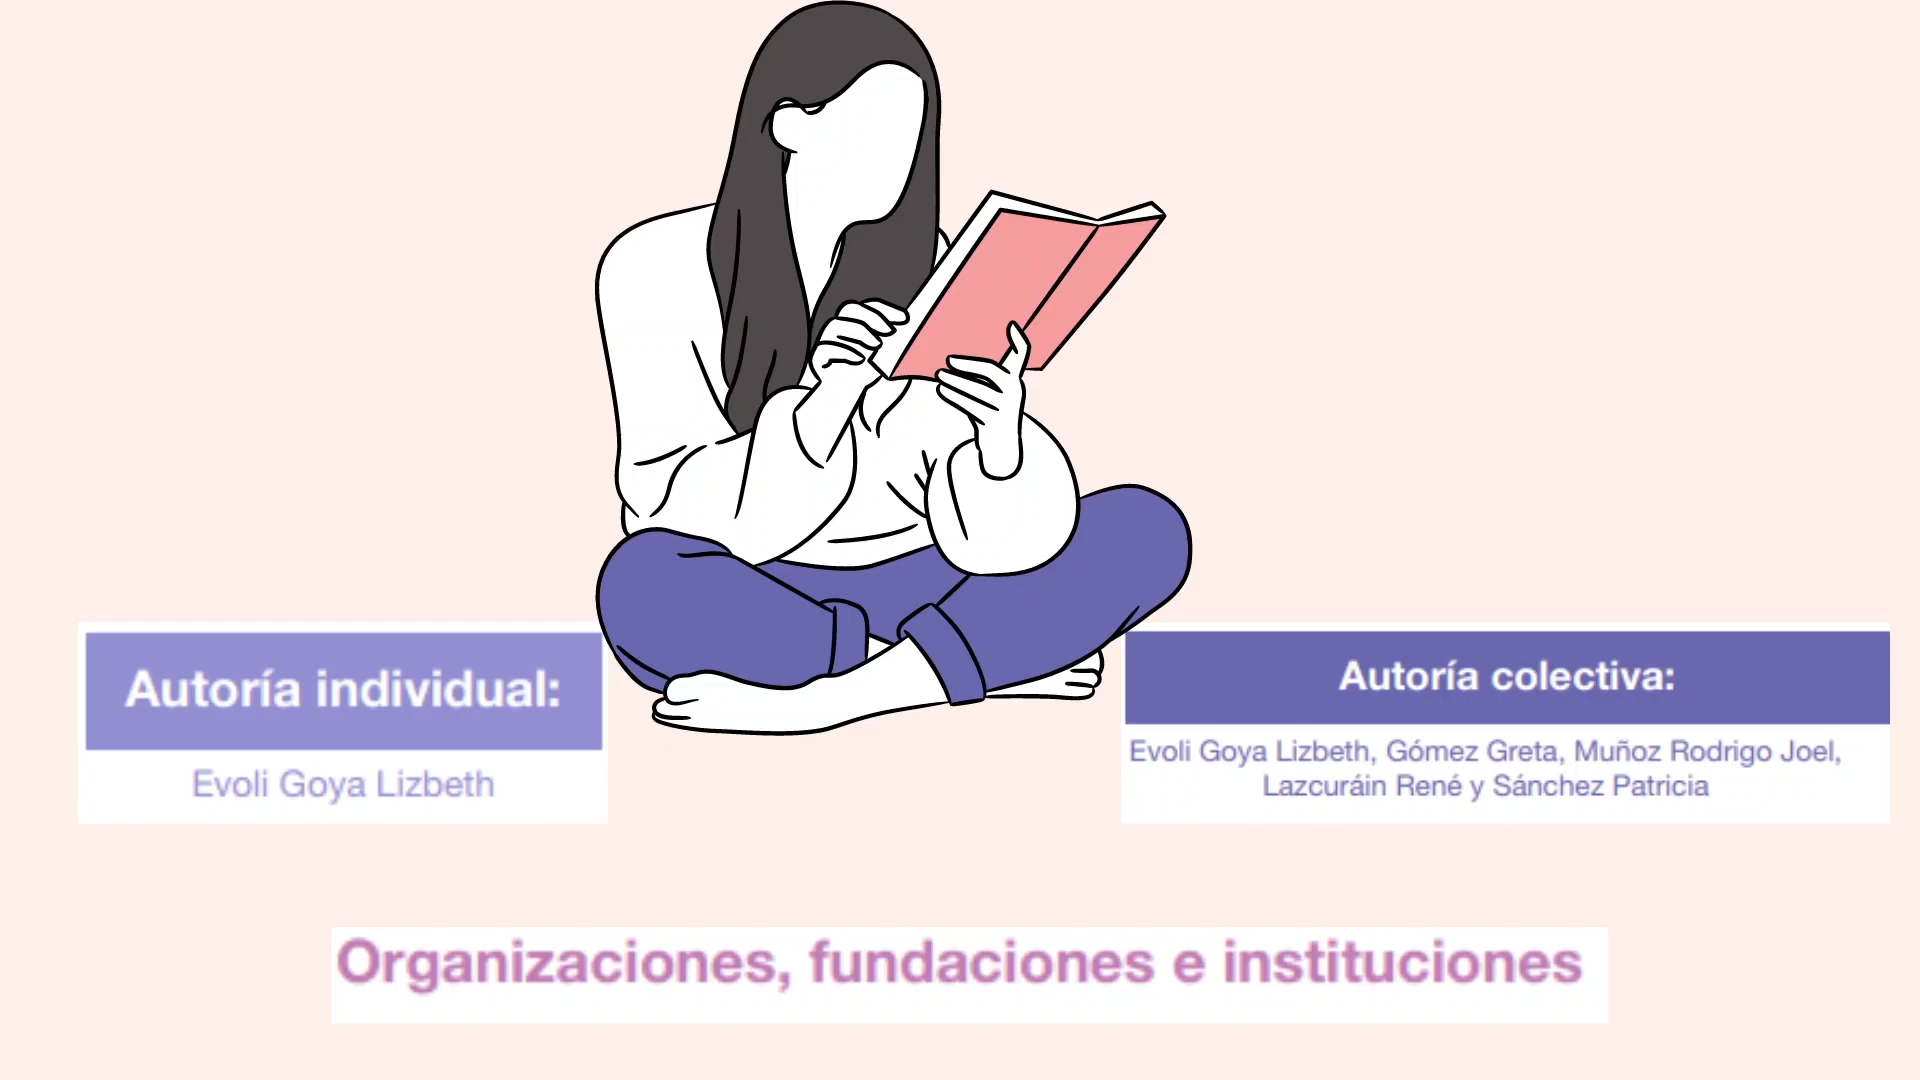 Autoría individual:
Evoli Goya Lizbeth
Autoría colectiva:
Evoli Goya Lizbeth, Gómez Greta, Muñoz Rodrigo Joel,
Lazcuráin René y Sánchez Patricia
Organizaciones, fundaciones e instituciones